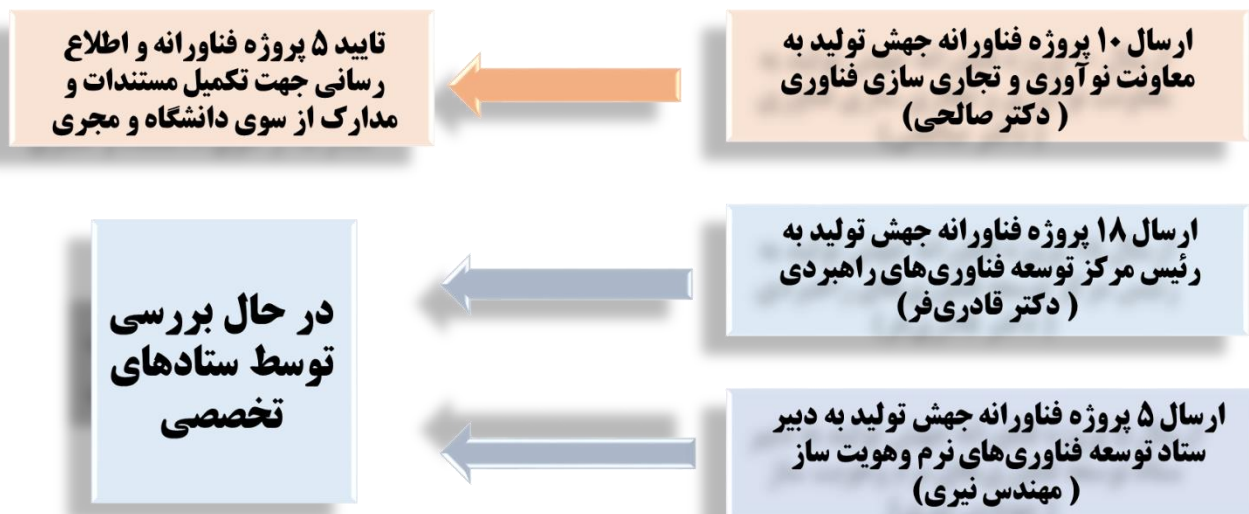 ارسال ۱۰ پروژه فناورانه جهش تولید به
معاونت نوآوری و تجاری سازی فناوری
( دکتر صالحی)
تایید ۵ پروژه فناورانه و اطلاع
رسانی جهت تکمیل مستندات و
مدارک از سوی دانشگاه و مجری
ارسال ۱۸ پروژه فناورانه جهش تولید به
رئیس مرکز توسعه فناوری‌های راهبردی
( دکتر قادری‌فر)
ارسال ۵ پروژه فناورانه جهش تولید به دبیر
ستاد توسعه فناوری‌های نرم وهویت ساز
( مهندس نیری)
در حال بررسی
توسط ستادهای
تخصصی